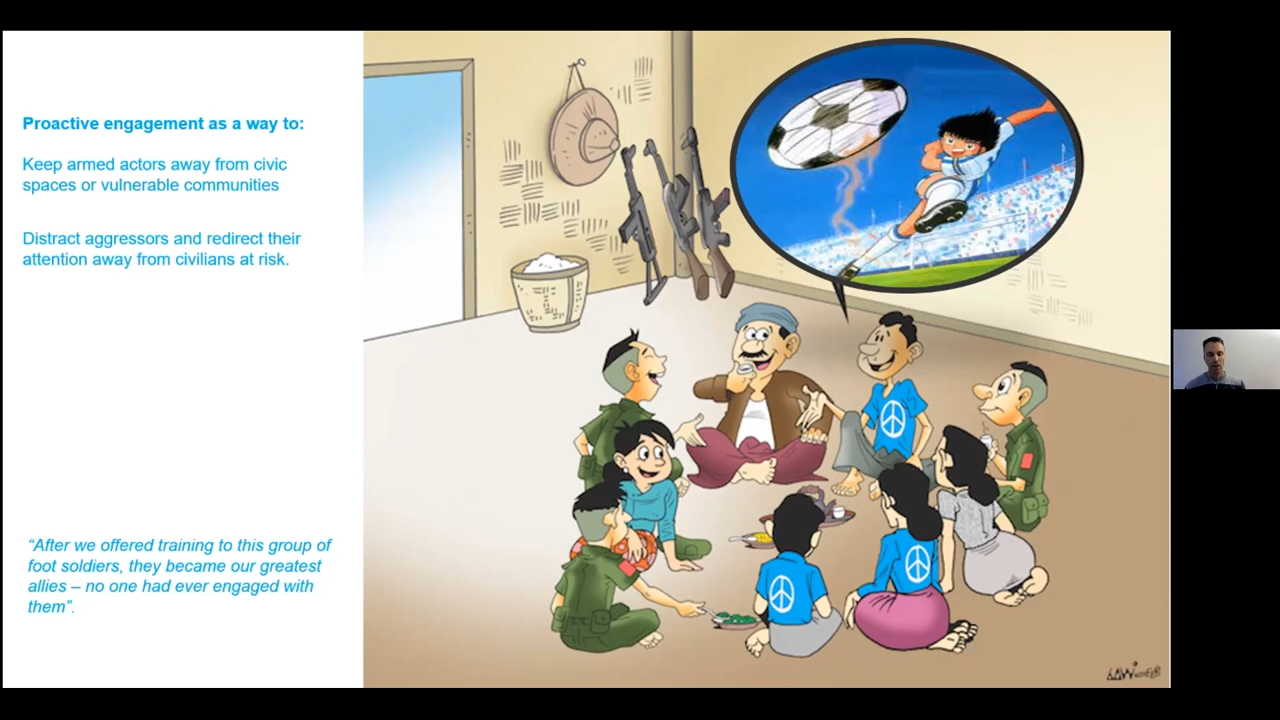 Proactive engagement as a way to:
Keep armed actors away from civic
spaces or vulnerable communities
Distract aggressors and redirect their
attention away from civilians at risk.
“After we offered training to this group of
foot soldiers, they became our greatest
allies – no one had ever engaged with
them”.